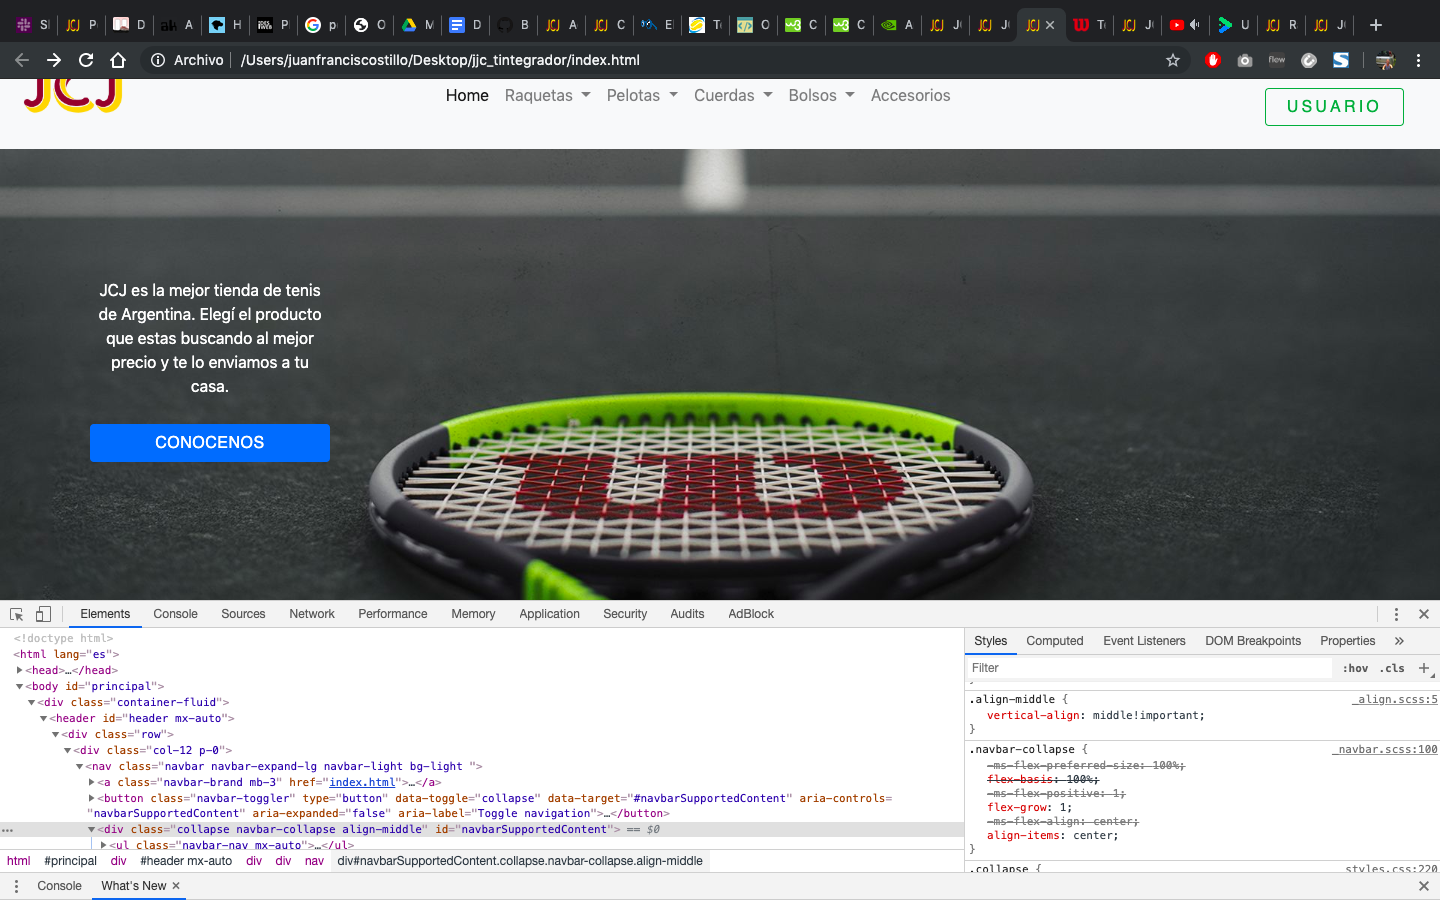 Archivo | /Users/juanfranciscostillo/Desktop/jjc_tintegrador/index.html
JCJ
Home Raquetas Pelotas Cuerdas Bolsos Accesorios
USUARIO
JCJ es la mejor tienda de tenis
de Argentina. Elegí el producto
que estas buscando al mejor
precio y te lo enviamos a tu
casa.
CONOCENOS
Elements Console Sources Network Performance Memory Application Security Audits AdBlock
<!doctype html>
<html lang="es">
<head>…</head>
<body id="principal">
<div class="container-fluid">
<header id="header mx-auto">
<div class="row">
<div class="col-12 p-0">
<nav class="navbar navbar-expand-lg navbar-light bg-light ">
<a class="navbar-brand mb-3" href="index.html">…</a>
<button class="navbar-toggler" type="button" data-toggle="collapse" data-target="#navbarSupportedContent" aria-controls=
"navbarSupportedContent" aria-expanded="false" aria-label="Toggle navigation">…</button>
<div class="collapse navbar-collapse align-middle" id="navbarSupportedContent"> == $0
<ul class="navbar-nav mx-auto">…</ul>
html #principal div #header mx-auto div div nav div#navbarSupportedContent.collapse.navbar-collapse.align-middle
Console What's New
Styles Computed Event Listeners DOM Breakpoints Properties »
Filter :hov .cls +
}
.align-middle { _align.scss:5
vertical-align: middle!important;
}
.navbar-collapse { _navbar.scss:100
-ms-flex-preferred-size: 100%;
flex-basis: 100%;
-ms-flex-positive: 1;
flex-grow: 1;
-ms-flex-align: center;
align-items: center;
}
.collapse { styles.css:220